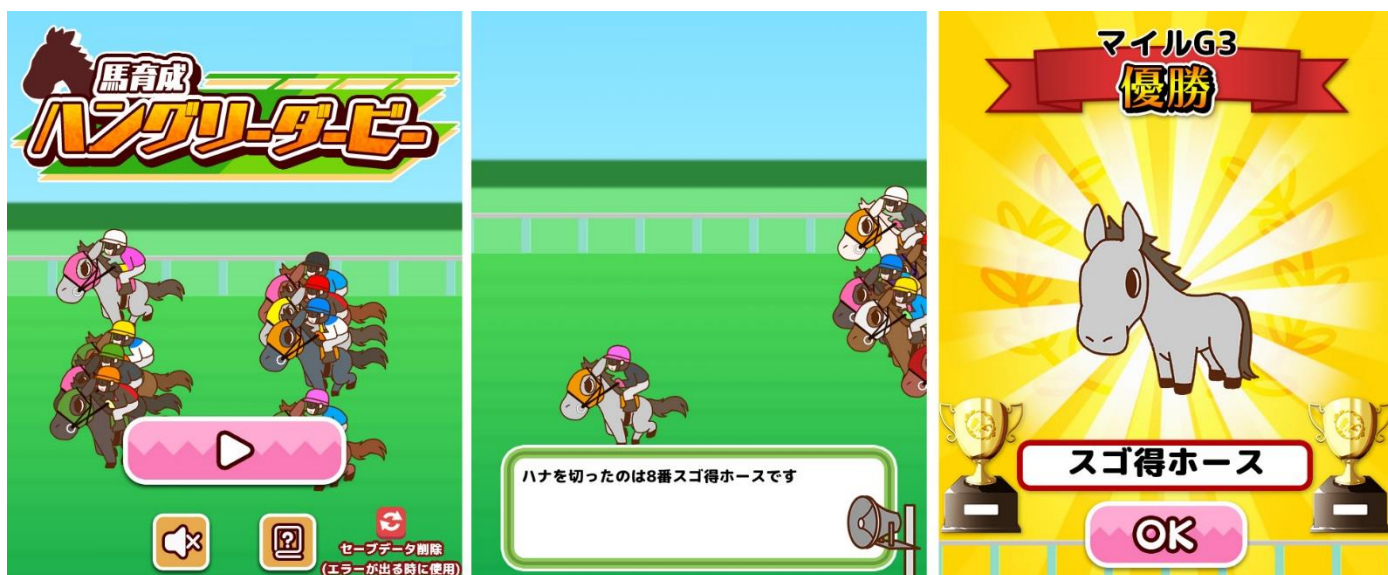 馬育成
ハングリーダービー
セーブデータ削除
(エラーが出る時に使用)
ハナを切ったのは8番スゴ得ホースです
マイルG3
優勝
スゴ得ホース
OK